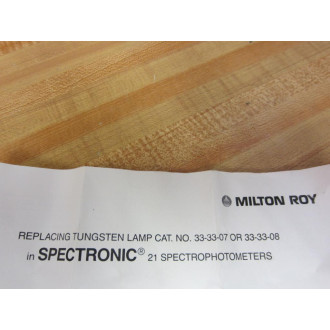 MILTON ROY
REPLACING TUNGSTEN LAMP CAT. NO. 33-33-07 OR 33-33-08
in SPECTRONIC® 21 SPECTROPHOTOMETERS